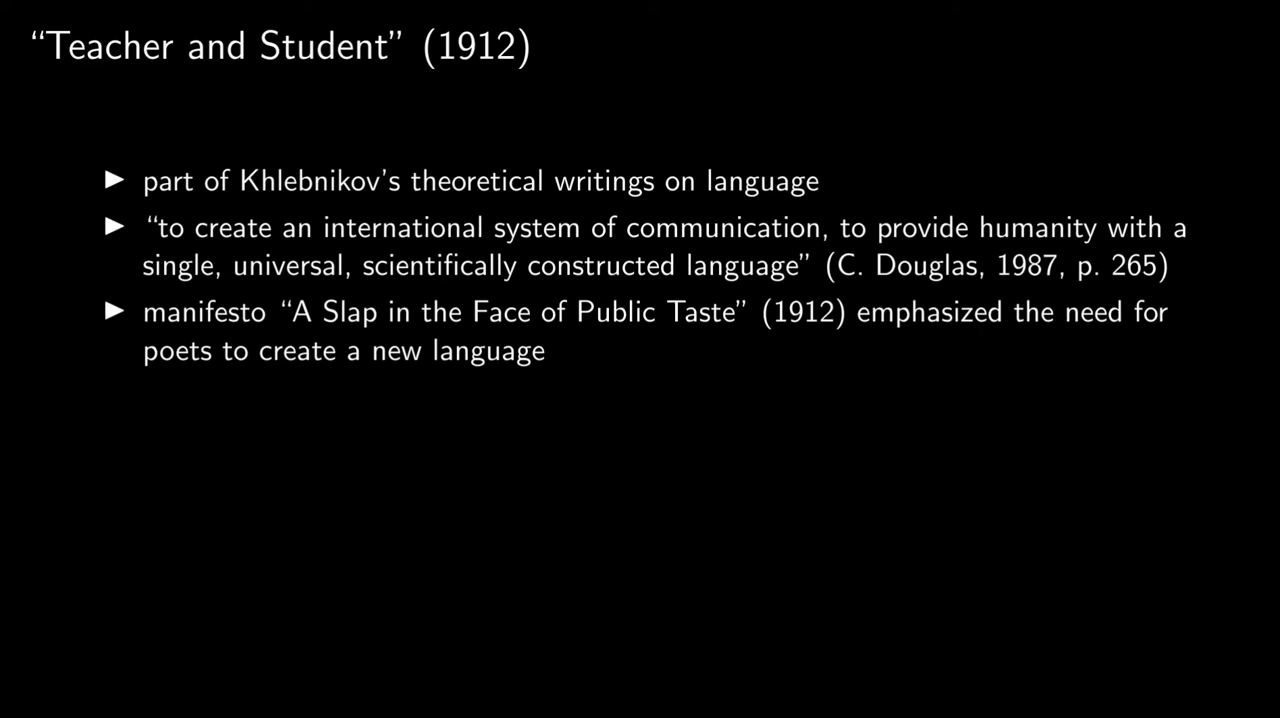 “Teacher and Student” (1912)
▶ part of Khlebnikov’s theoretical writings on language
▶ “to create an international system of communication, to provide humanity with a
single, universal, scientifically constructed language” (C. Douglas, 1987, p. 265)
▶ manifesto “A Slap in the Face of Public Taste” (1912) emphasized the need for
poets to create a new language